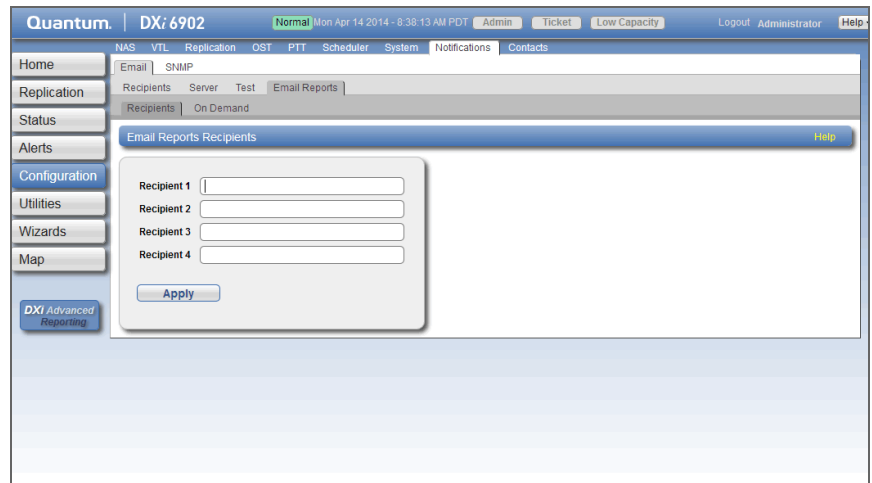 Quantum. DXi 6902 Normal Mon Apr 14 2014 - 8:38:13 AM PDT Admin Ticket Low Capacity Logout Administrator Help
NAS VTL Replication OST PTT Scheduler System Notifications Contacts
Home
Email SNMP
Replication
Recipients Server Test Email Reports
Recipients On Demand
Status
Email Reports Recipients Help
Alerts
Configuration
Utilities
Wizards
Map
Recipient 1
Recipient 2
Recipient 3
Recipient 4
Apply
DXi Advanced
Reporting